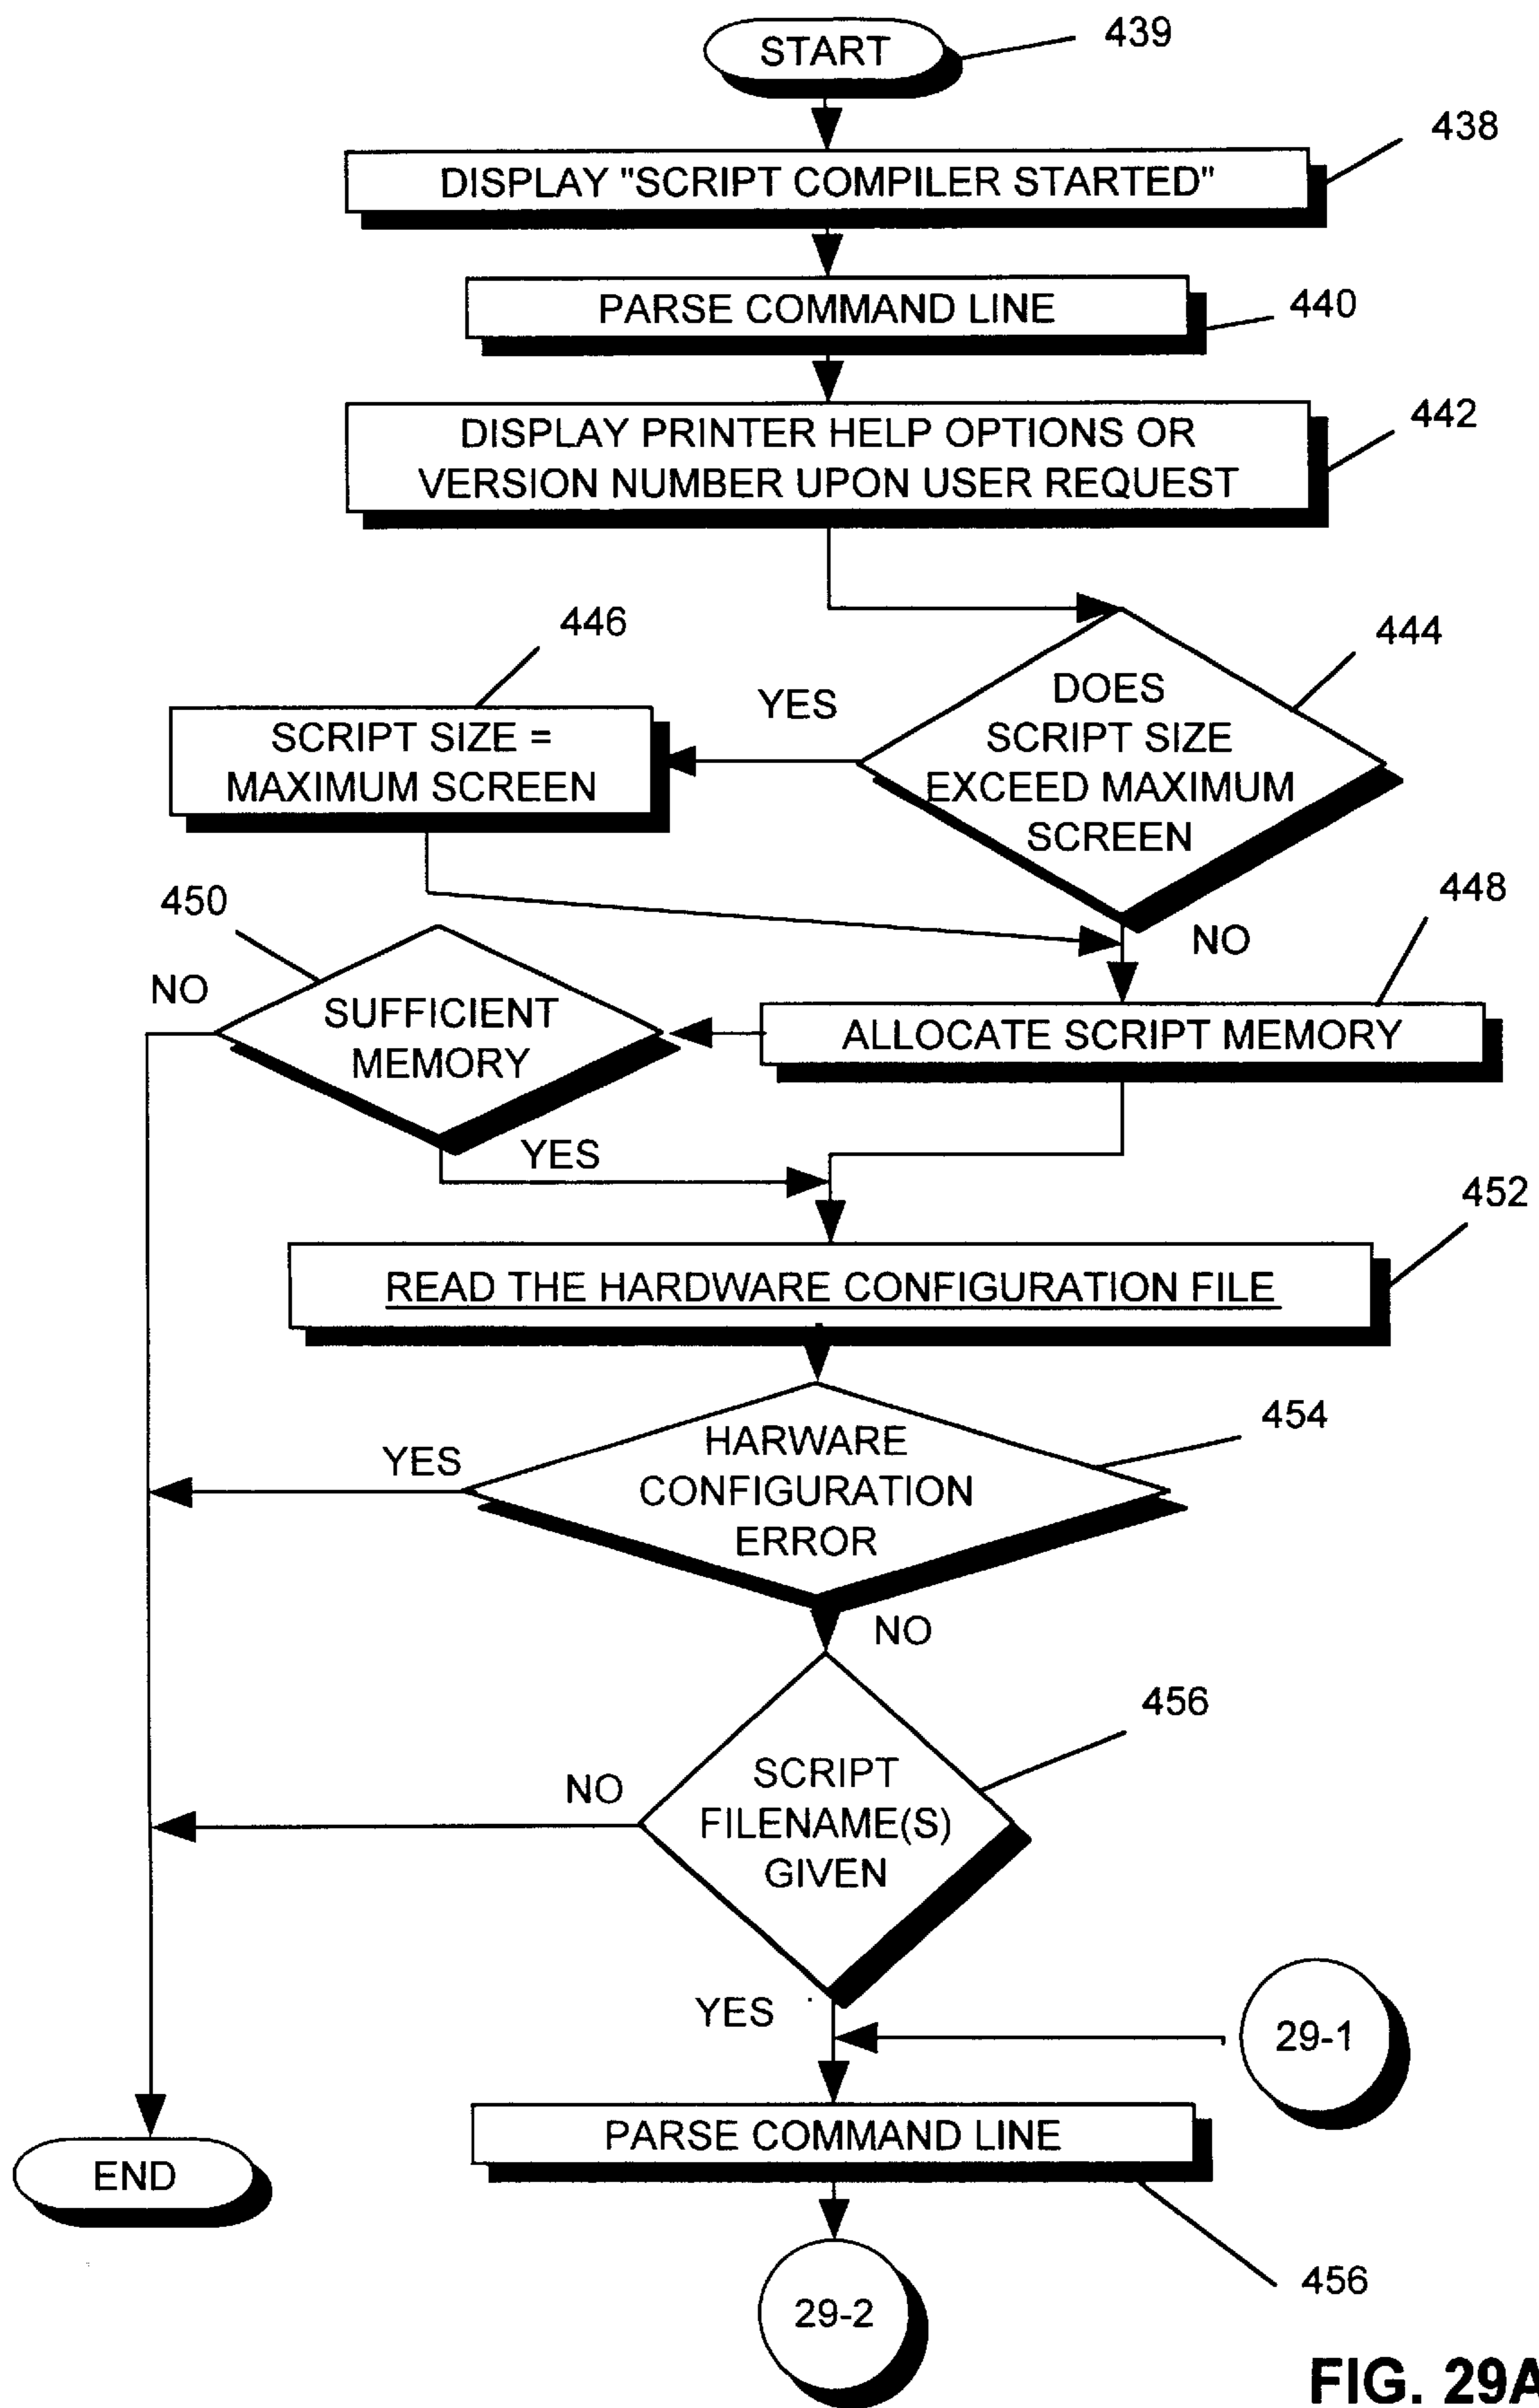 START
439
438
DISPLAY "SCRIPT COMPILER STARTED"
PARSE COMMAND LINE
440
DISPLAY PRINTER HELP OPTIONS OR
VERSION NUMBER UPON USER REQUEST
442
446
444
YES
SCRIPT SIZE =
MAXIMUM SCREEN
DOES
SCRIPT SIZE
EXCEED MAXIMUM
SCREEN
450
448
NO
NO
SUFFICIENT
MEMORY
ALLOCATE SCRIPT MEMORY
YES
452
READ THE HARDWARE CONFIGURATION FILE
454
YES
HARWARE
CONFIGURATION
ERROR
NO
456
NO
SCRIPT
FILENAME(S)
GIVEN
YES
29-1
PARSE COMMAND LINE
END
456
29-2
FIG. 29A